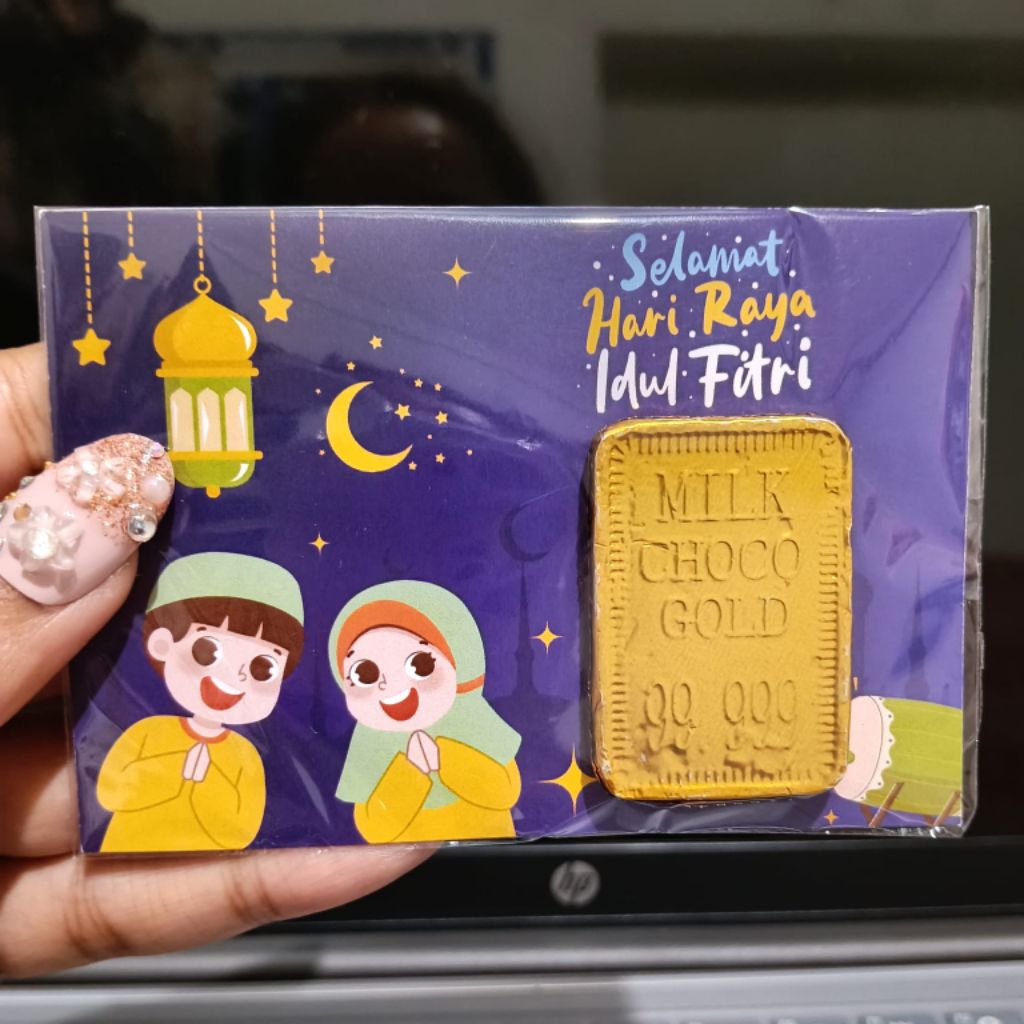 Selamat
Hari Raya
Idul Fitri
MILK
CHOCO
GOLD
99.999
hp